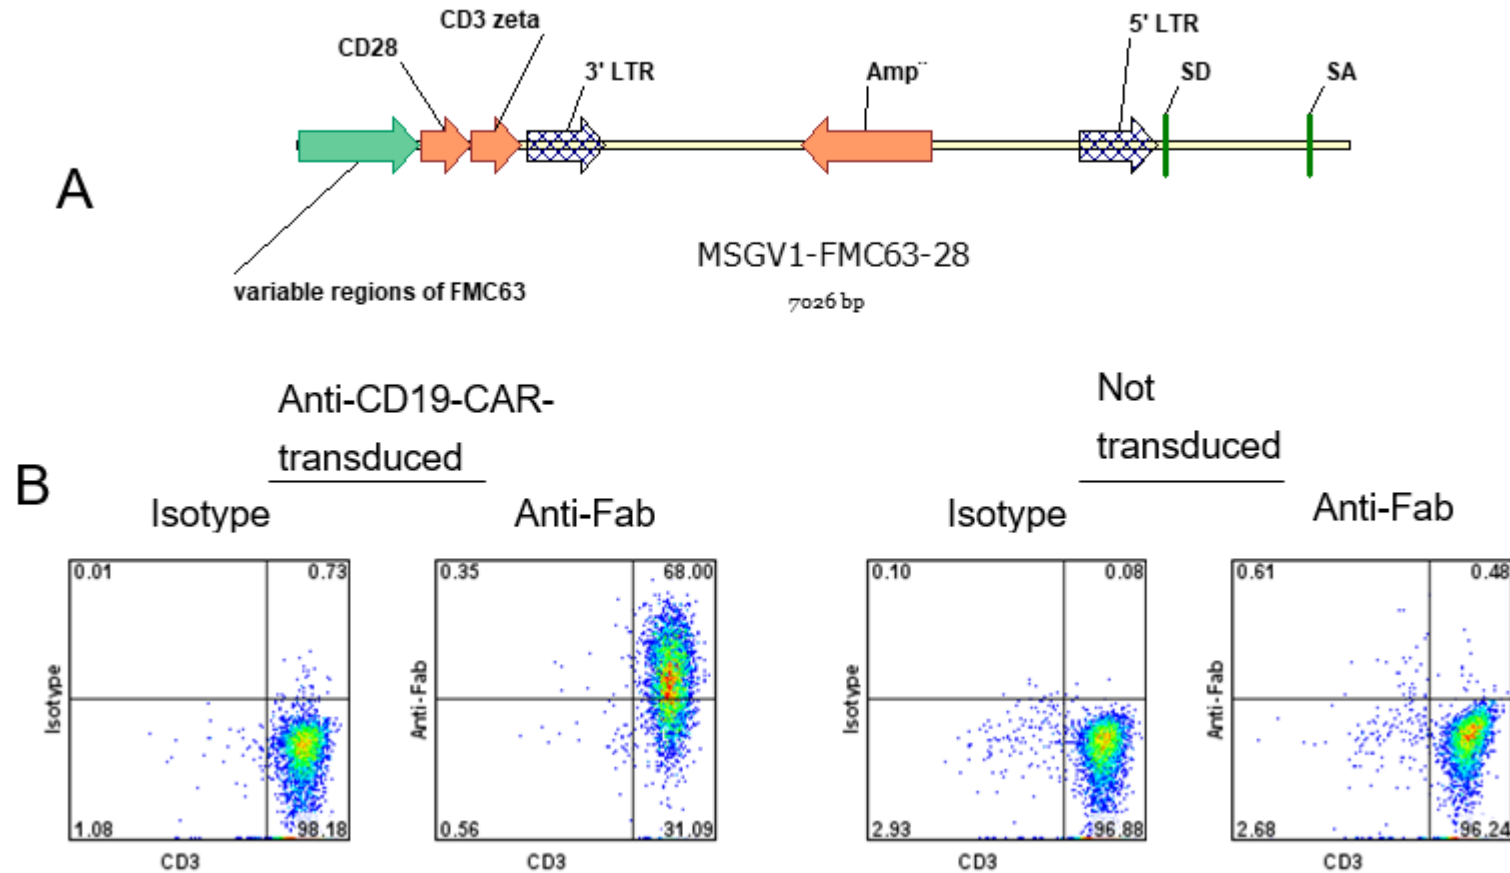 CD3 zeta
5' LTR
CD28
3' LTR
Amp¨
SD
SA
A
MSGV1-FMC63-28
variable regions of FMC63
7026 bp
Anti-CD19-CAR-
transduced
Not
transduced
B
Isotype
Anti-Fab
Isotype
Anti-Fab
0.01
0.73
0.35
68.00
0.10
0.08
0.61
0.48
Isotype
Anti-Fab
Isotype
Anti-Fab
1.08
98.18
0.56
31.09
2.93
96.88
2.68
96.24
CD3
CD3
CD3
CD3